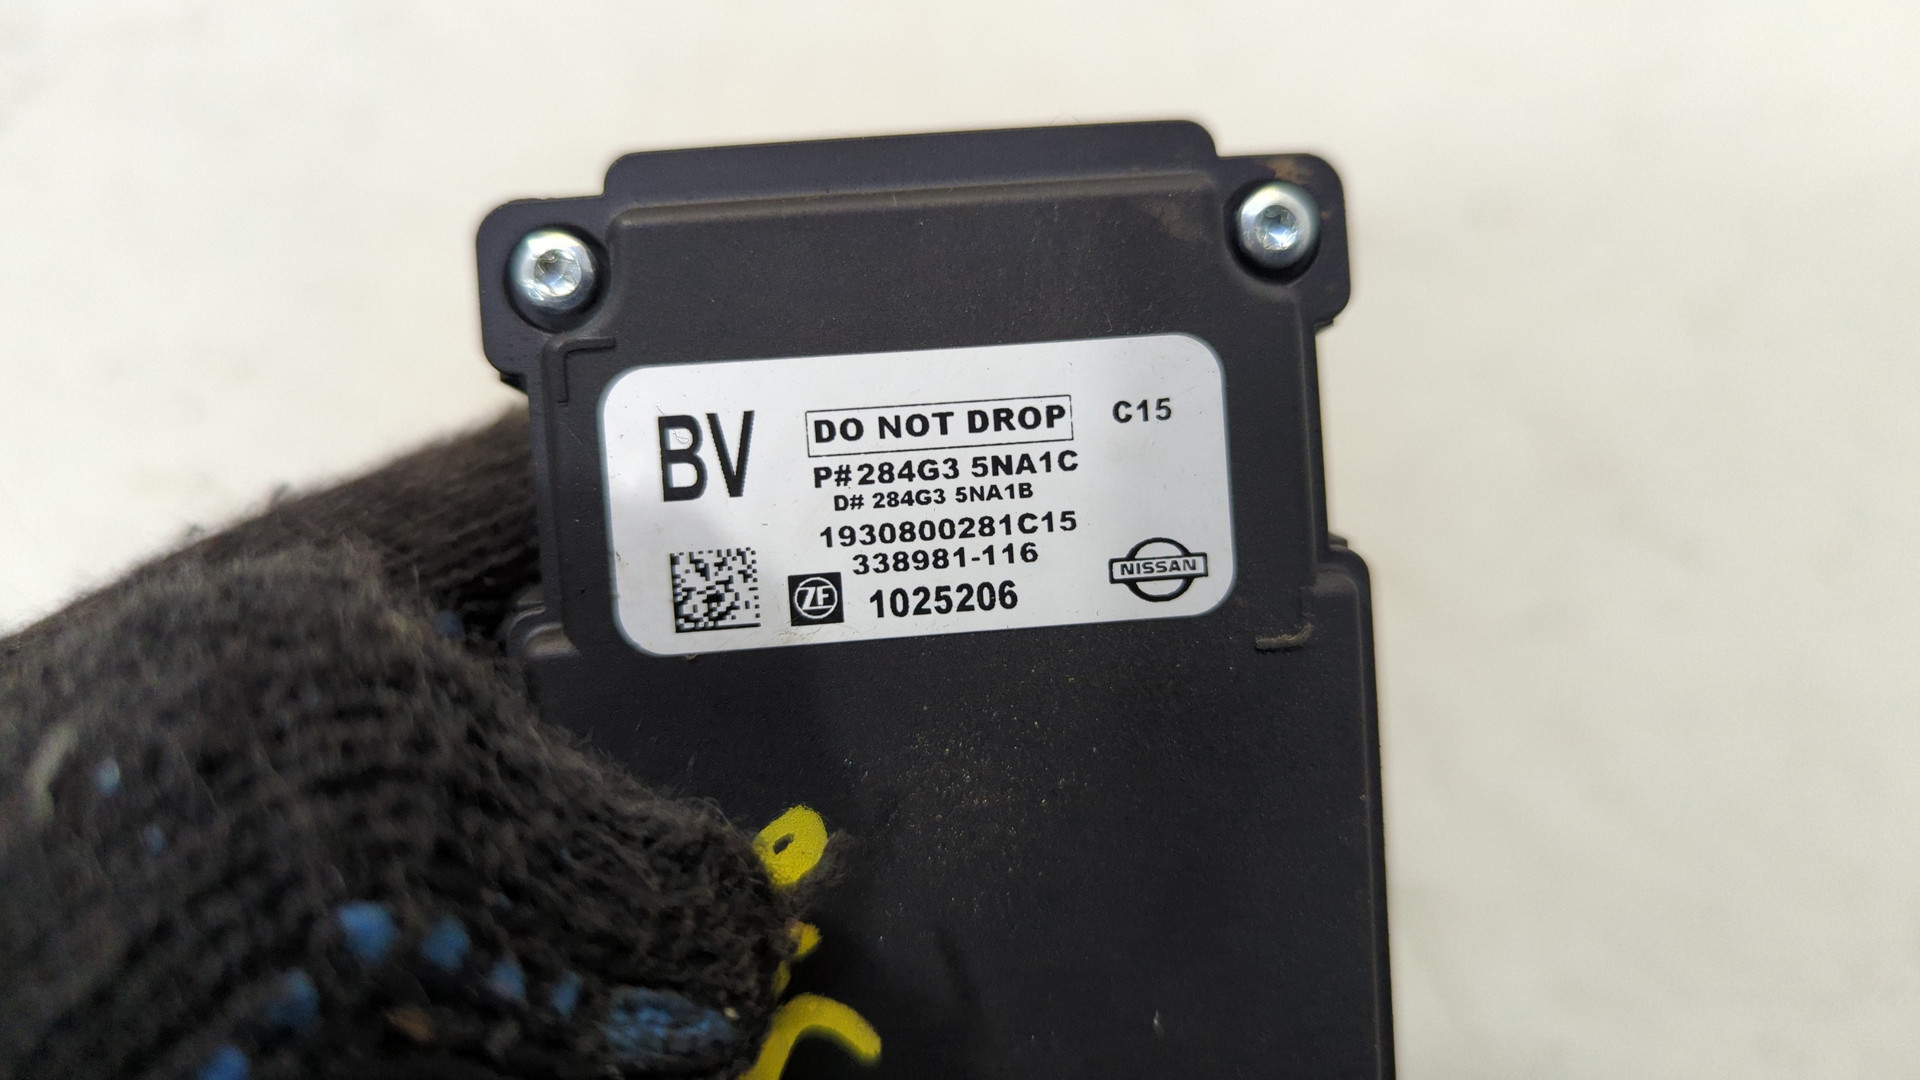 BV
DO NOT DROP
C15
P#284G3 5NA1C
D# 284G3 5NA1B
1930800281C15
338981-116
ZF
1025206
NISSAN